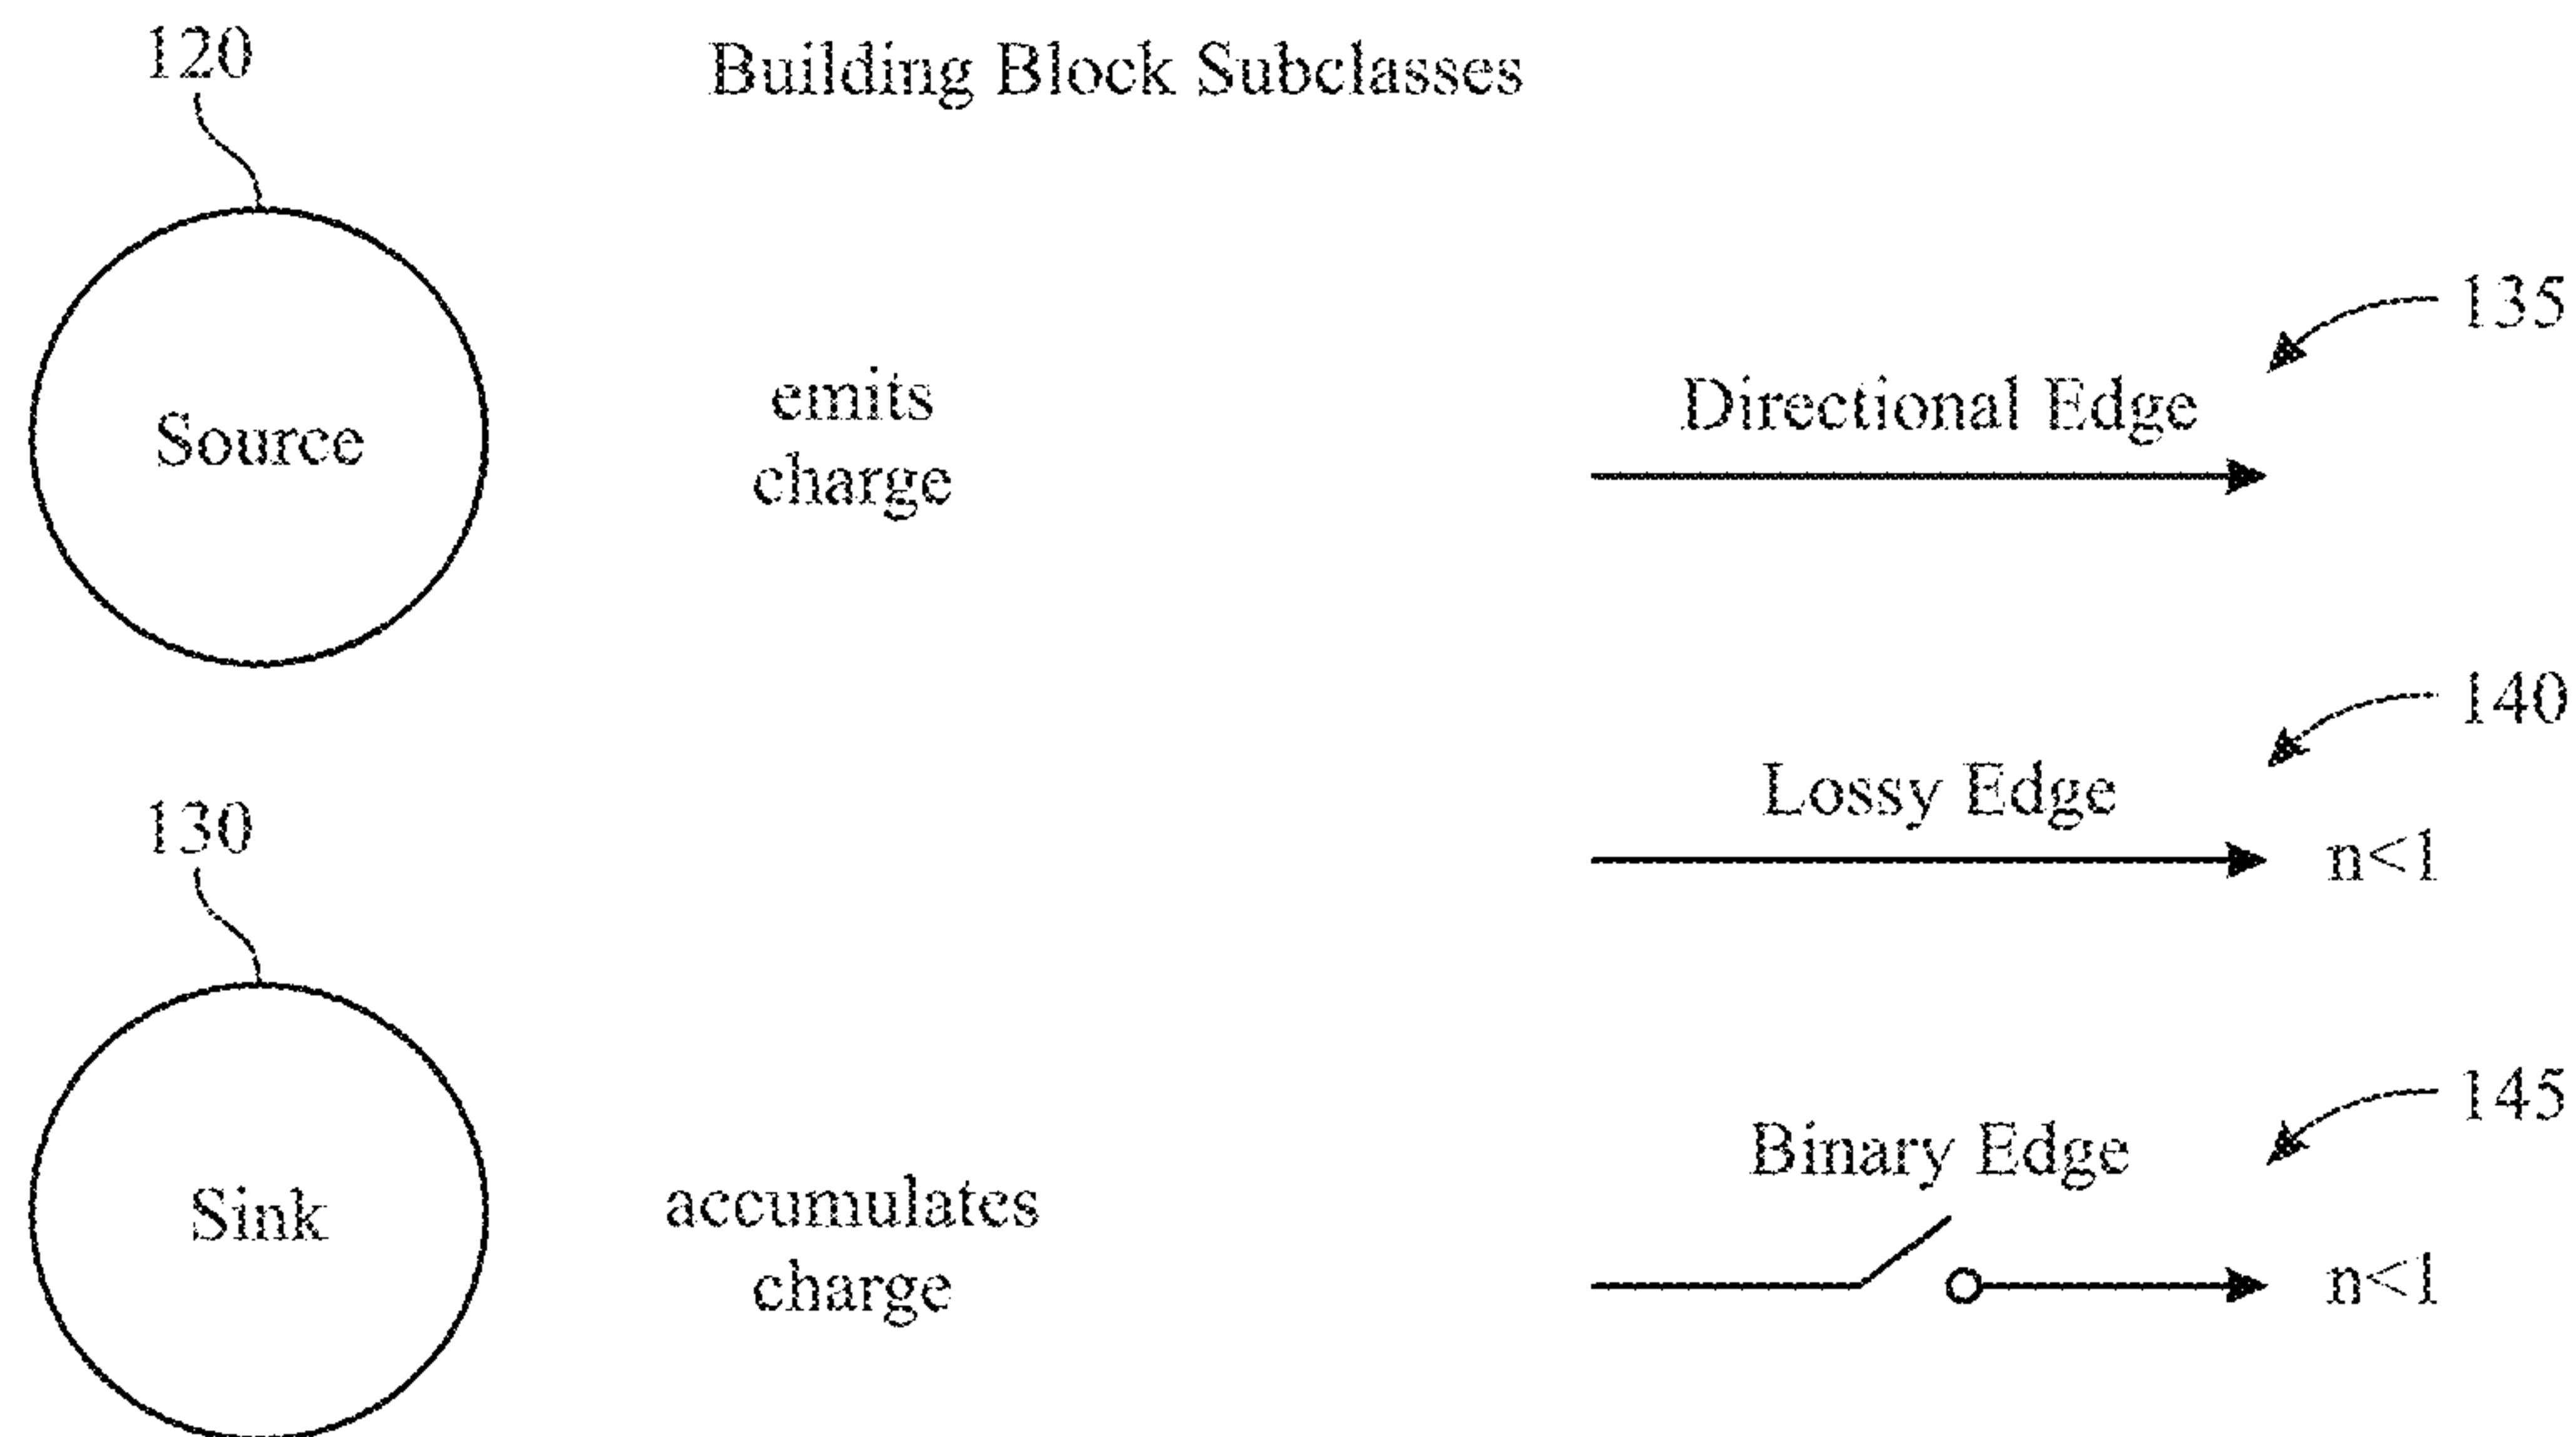 120
Building Block Subclasses
Source
emits
charge
135
Directional Edge
140
Lossy Edge
n<1
130
Sink
accumulates
charge
145
Binary Edge
n<1